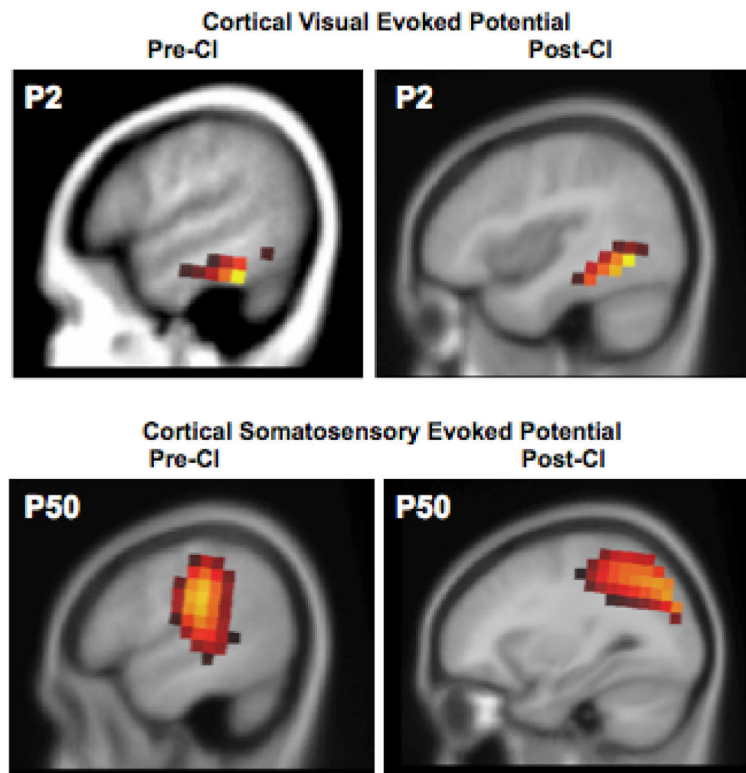 Cortical Visual Evoked Potential
Pre-CI Post-CI
P2 P2
Cortical Somatosensory Evoked Potential
Pre-CI Post-CI
P50 P50